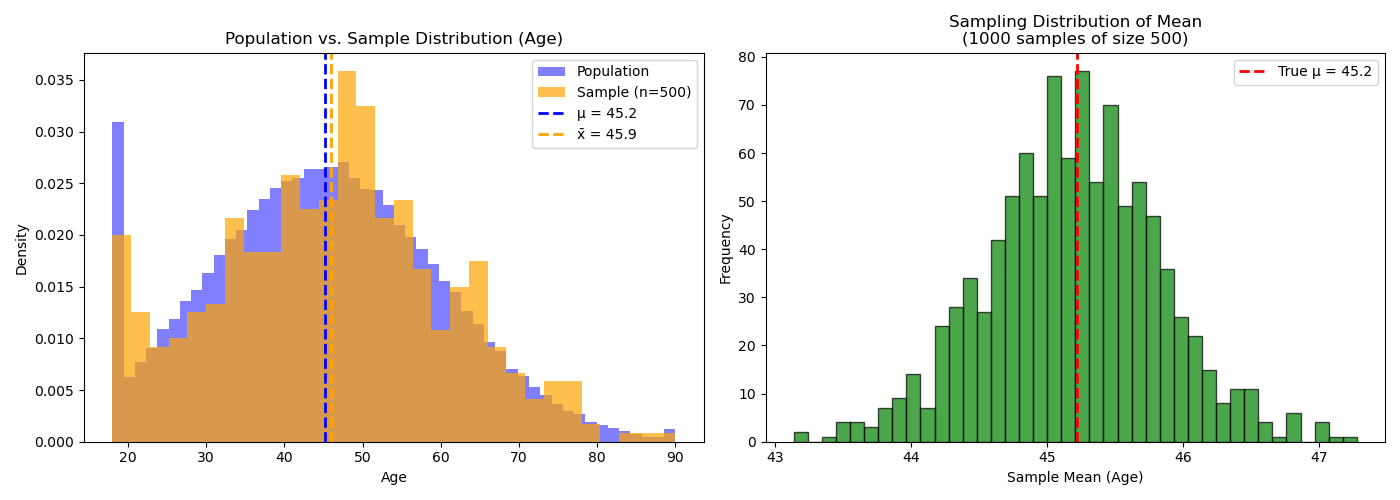 Population vs. Sample Distribution (Age)
Population
Sample (n=500)
μ = 45.2
x̄ = 45.9
Density
0.035
0.030
0.025
0.020
0.015
0.010
0.005
0.000
20 30 40 50 60 70 80 90
Age
Sampling Distribution of Mean
(1000 samples of size 500)
True μ = 45.2
Frequency
80
70
60
50
40
30
20
10
0
43 44 45 46 47
Sample Mean (Age)